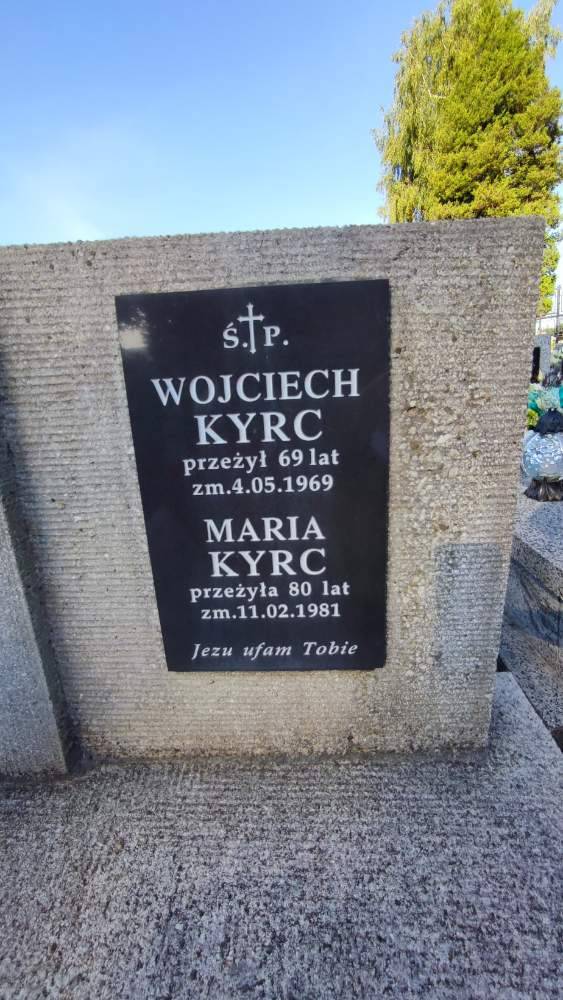 Ś.†P.
WOJCIECH
KYRC
przeżył 69 lat
zm.4.05.1969
MARIA
KYRC
przeżyła 80 lat
zm.11.02.1981
Jezu ufam Tobie